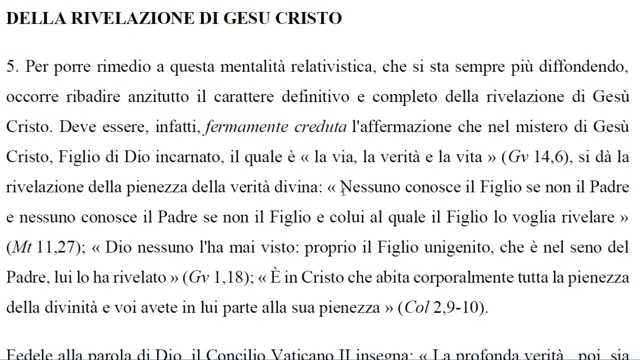 DELLA RIVELAZIONE DI GESU CRISTO
5. Per porre rimedio a questa mentalità relativistica, che si sta sempre più diffondendo,
occorre ribadire anzitutto il carattere definitivo e completo della rivelazione di Gesù
Cristo. Deve essere, infatti, fermamente creduta l'affermazione che nel mistero di Gesù
Cristo, Figlio di Dio incarnato, il quale è « la via, la verità e la vita » (Gv 14,6), si dà la
rivelazione della pienezza della verità divina: « Nessuno conosce il Figlio se non il Padre
e nessuno conosce il Padre se non il Figlio e colui al quale il Figlio lo voglia rivelare »
(Mt 11,27); « Dio nessuno l'ha mai visto: proprio il Figlio unigenito, che è nel seno del
Padre, lui lo ha rivelato » (Gv 1,18); « È in Cristo che abita corporalmente tutta la pienezza
della divinità e voi avete in lui parte alla sua pienezza » (Col 2,9-10).
Fedele alla parola di Dio, il Concilio Vaticano II insegna: « La profonda verità, poi, sia